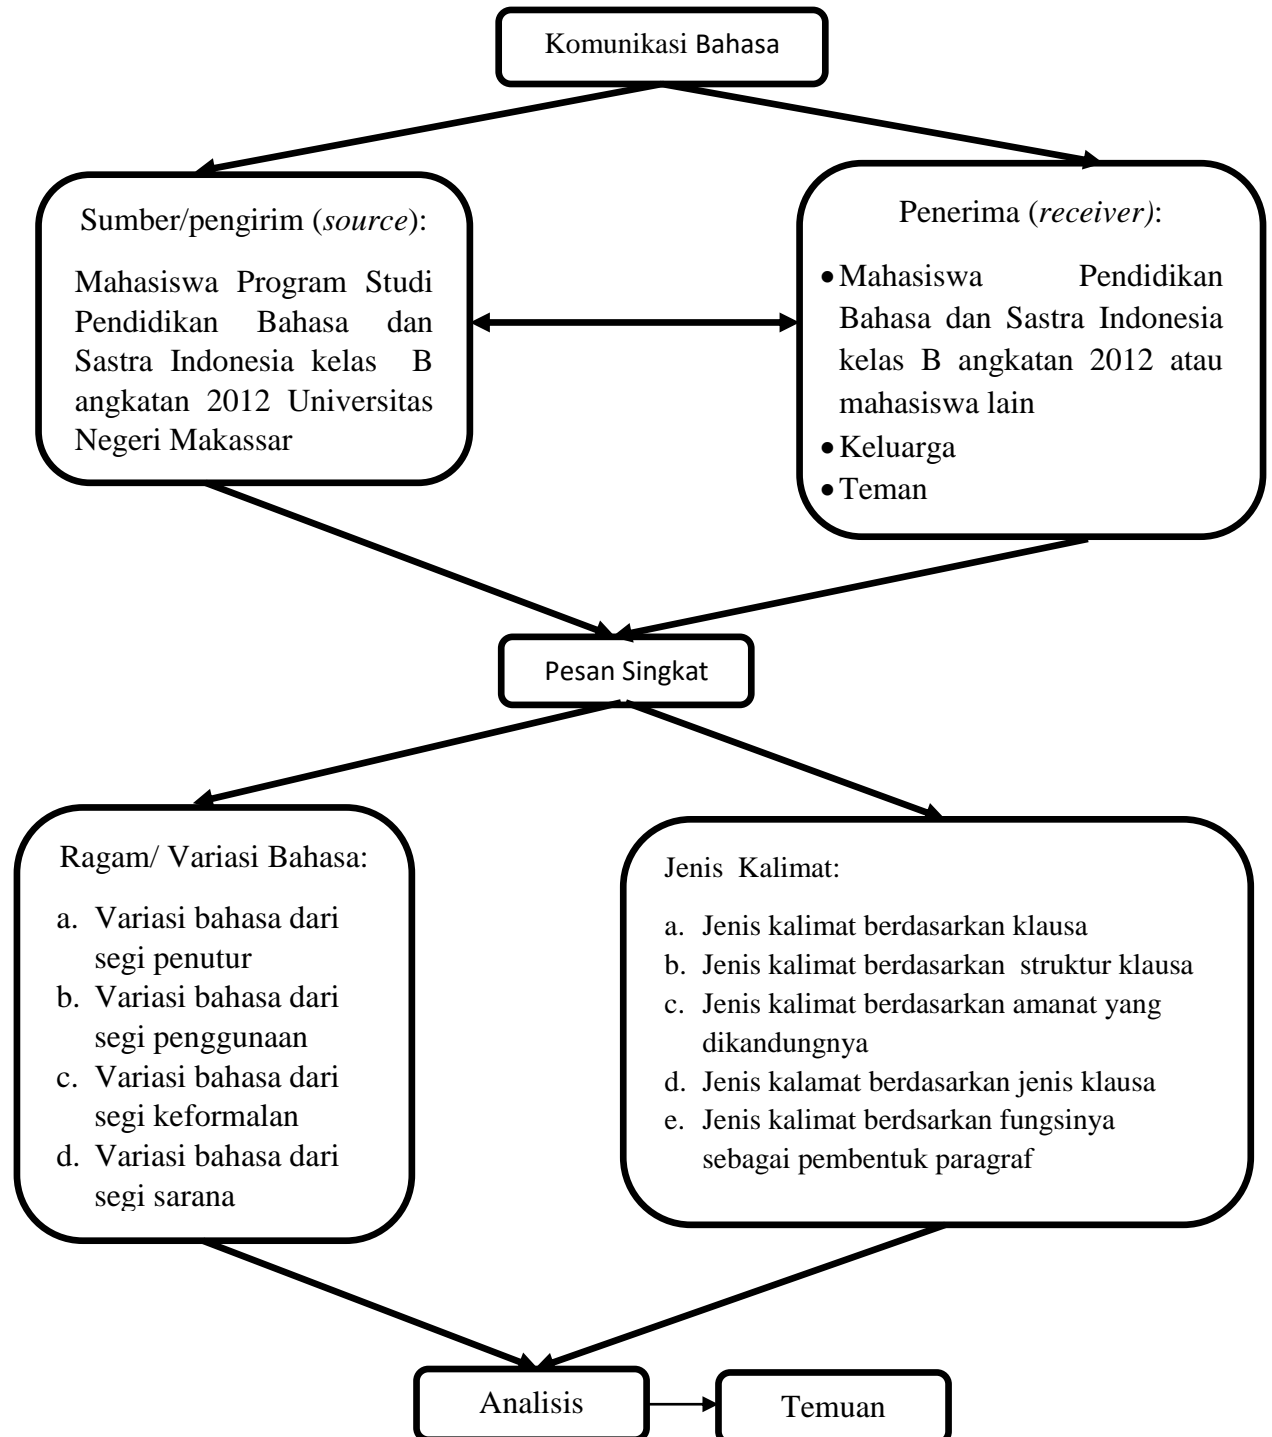 Komunikasi Bahasa
Sumber/pengirim (source):
Mahasiswa Program Studi
Pendidikan Bahasa dan
Sastra Indonesia kelas B
angkatan 2012 Universitas
Negeri Makassar
Penerima (receiver):
•Mahasiswa Pendidikan
Bahasa dan Sastra Indonesia
kelas B angkatan 2012 atau
mahasiswa lain
•Keluarga
•Teman
Pesan Singkat
Ragam/ Variasi Bahasa:
a. Variasi bahasa dari
segi penutur
b. Variasi bahasa dari
segi penggunaan
c. Variasi bahasa dari
segi keformalan
d. Variasi bahasa dari
segi sarana
Jenis Kalimat:
a. Jenis kalimat berdasarkan klausa
b. Jenis kalimat berdasarkan struktur klausa
c. Jenis kalimat berdasarkan amanat yang
dikandungnya
d. Jenis kalamat berdasarkan jenis klausa
e. Jenis kalimat berdsarkan fungsinya
sebagai pembentuk paragraf
Analisis
Temuan